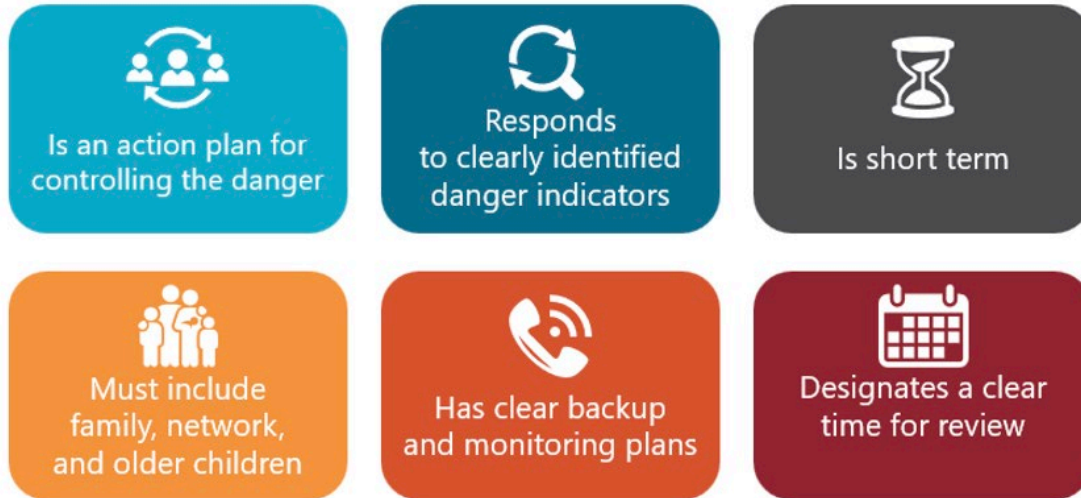 Is an action plan for
controlling the danger
Responds
to clearly identified
danger indicators
Is short term
Must include
family, network,
and older children
Has clear backup
and monitoring plans
Designates a clear
time for review